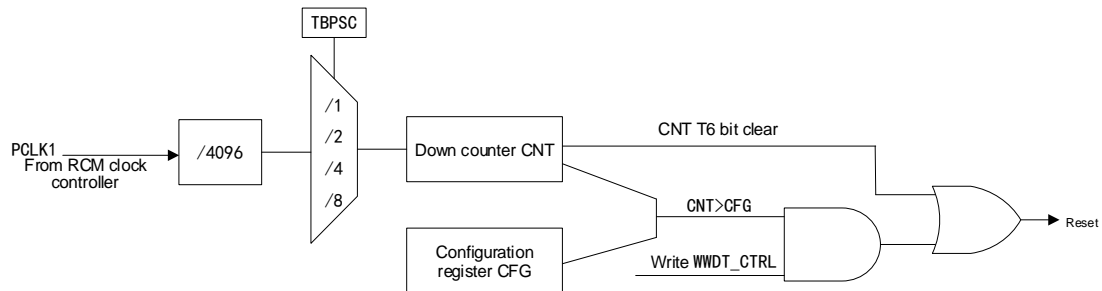 TBPSC
/1
/2
/4
/8
PCLK1
From RCM clock
controller
/4096
Down counter CNT
CNT T6 bit clear
CNT>CFG
Configuration
register CFG
Write WWDT_CTRL
Reset